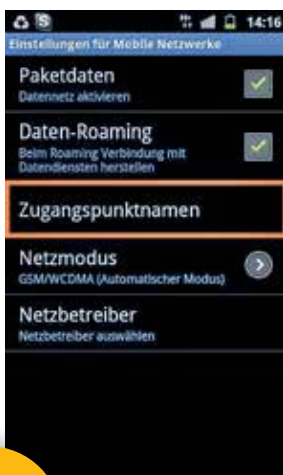 14:16
Einstellungen für Mobile Netzwerke
Paketdaten
Datennetz aktivieren
Daten-Roaming
Beim Roaming Verbindung mit
Datendiensten herstellen
Zugangspunktnamen
Netzmodus
GSM/WCDMA (Automatischer Modus)
Netzbetreiber
Netzbetreiber auswählen